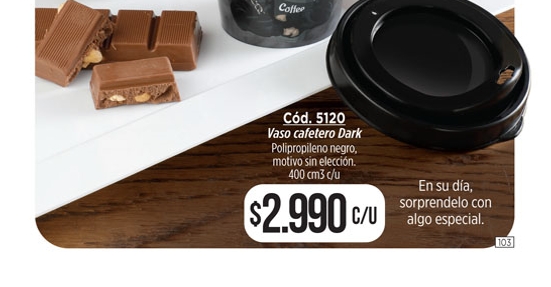 Coffee
Cód. 5120
Vaso cafetero Dark
Polipropileno negro,
motivo sin elección.
400 cm3 c/u
$2.990 C/U
En su día,
sorprendelo con
algo especial.
103